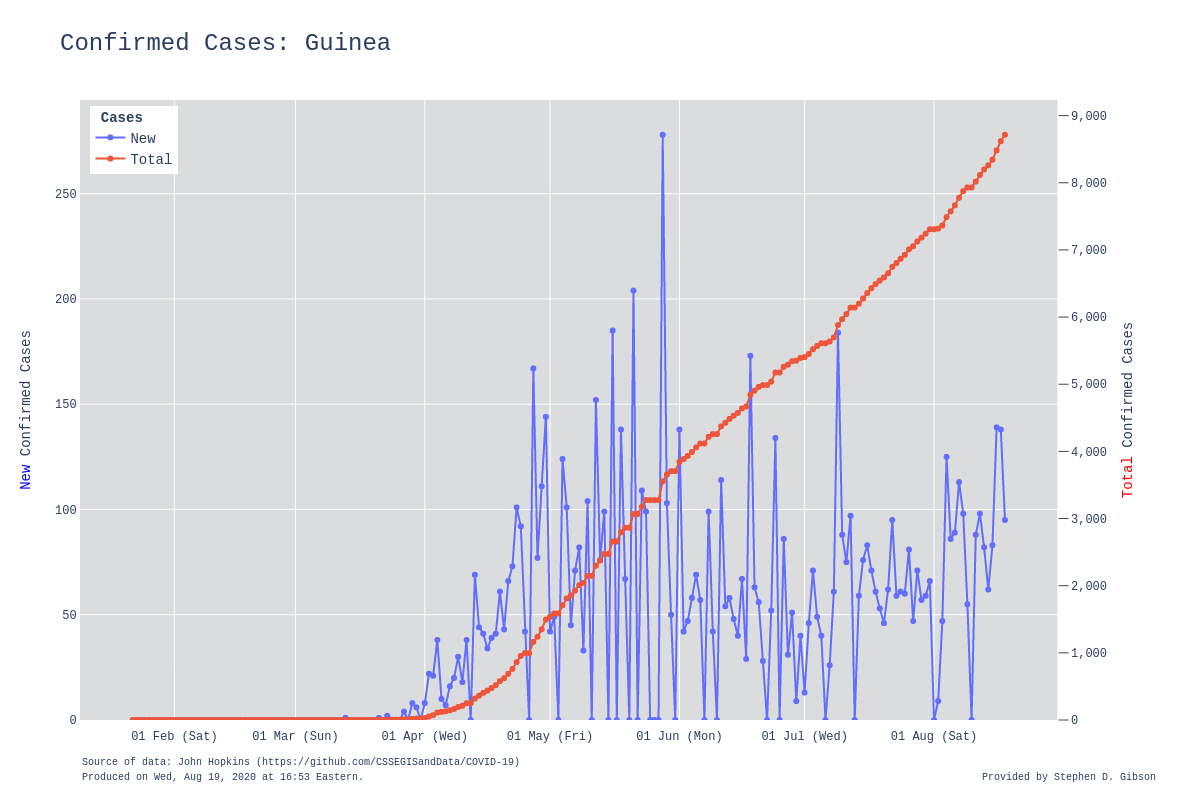 Confirmed Cases: Guinea
Cases
New
Total
250
200
150
100
50
0
9,000
8,000
7,000
6,000
5,000
4,000
3,000
2,000
1,000
0
New Confirmed Cases
Total Confirmed Cases
01 Feb (Sat)
01 Mar (Sun)
01 Apr (Wed)
01 May (Fri)
01 Jun (Mon)
01 Jul (Wed)
01 Aug (Sat)
Source of data: John Hopkins (https://github.com/CSSEGISandData/COVID-19)
Produced on Wed, Aug 19, 2020 at 16:53 Eastern.
Provided by Stephen D. Gibson